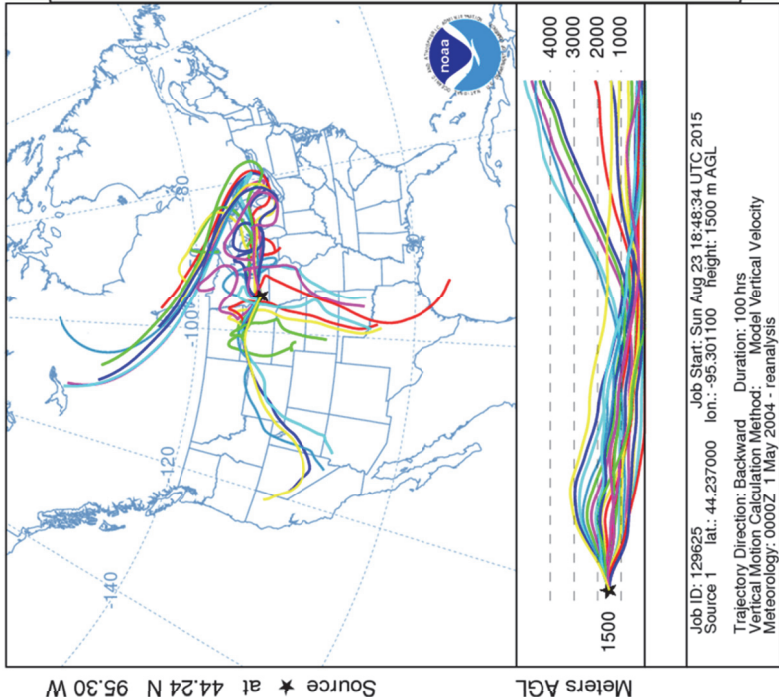 Source ★ at 44.24 N 95.30 W
-140
-120
-100
-80
-60
noaa
Meters AGL
1500
4000
3000
2000
1000
Job ID: 129625 Job Start: Sun Aug 23 18:48:34 UTC 2015
Source 1 lat.: 44.237000 lon.: -95.301100 height: 1500 m AGL
Trajectory Direction: Backward Duration: 100 hrs
Vertical Motion Calculation Method: Model Vertical Velocity
Meteorology: 0000Z 1 May 2004 - reanalysis